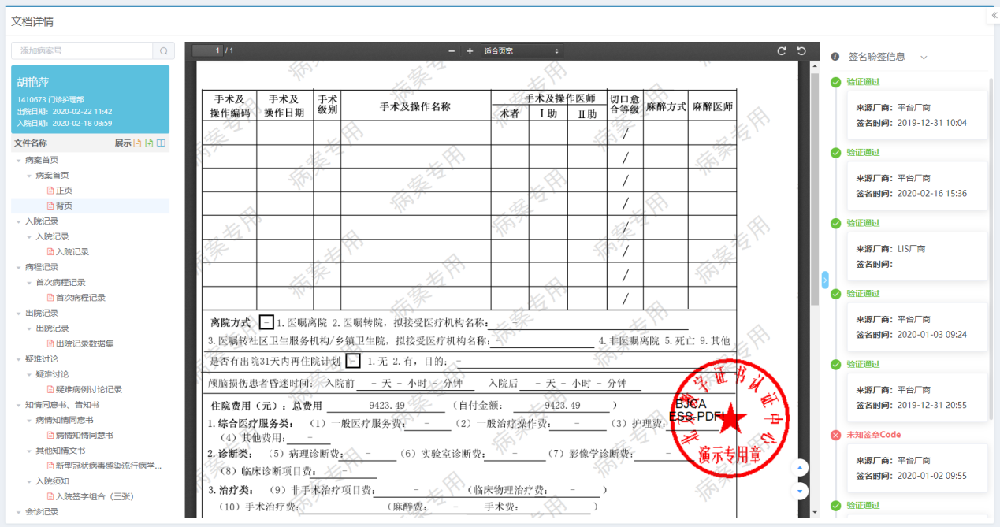 文档详情
添加病案号
胡艳萍
1410673 门诊护理部
出院日期：2020-02-22 11:42
入院日期：2020-02-18 08:59
文件名称 展示
病案首页
病案首页
正页
背页
入院记录
入院记录
入院记录
病程记录
首次病程记录
首次病程记录
出院记录
出院记录
出院记录数据集
疑难讨论
疑难讨论
疑难病例讨论记录
知情同意书、告知书
病情知情同意书
病情知情同意书
其他知情文书
新型冠状病毒感染流行病学...
入院须知
入院签字组合（三张）
会诊记录
1 / 1 − + 适合页宽
手术及操作编码 手术及操作日期 手术级别 手术及操作名称 手术及操作医师 切口愈合等级 麻醉方式 麻醉医师
术者 I 助 II 助
/
/
/
/
/
/
/
/
离院方式 - 1.医嘱离院 2.医嘱转院，拟接受医疗机构名称： -
3.医嘱转社区卫生服务机构/乡镇卫生院，拟接受医疗机构名称： - 4.非医嘱离院 5.死亡 9.其他
是否有出院31天内再住院计划 - 1.无 2.有，目的： -
颅脑损伤患者昏迷时间： 入院前 - 天 - 小时 - 分钟 入院后 - 天 - 小时 - 分钟
住院费用（元）：总费用 9423.49 （自付金额： 9423.49 ）
1.综合医疗服务类：（1）一般医疗服务费： - （2）一般治疗操作费： - （3）护理费：
（4）其他费用： -
2.诊断类：（5）病理诊断费： - （6）实验室诊断费： - （7）影像学诊断费： -
（8）临床诊断项目费： -
3.治疗类：（9）非手术治疗项目费： - （临床物理治疗费： - ）
（10）手术治疗费： - （麻醉费： - 手术费： - ）
病案专用
BJCA
ESS-PDF
北京数字证书认证中心
演示专用章
签名验签信息
验证通过
来源厂商：平台厂商
签名时间：2019-12-31 10:04
验证通过
来源厂商：平台厂商
签名时间：2020-02-16 15:36
验证通过
来源厂商：LIS厂商
签名时间：
验证通过
来源厂商：平台厂商
签名时间：2020-01-03 09:24
验证通过
来源厂商：平台厂商
签名时间：2019-12-31 20:55
未知签章Code
来源厂商：平台厂商
签名时间：2020-01-02 09:55
验证通过